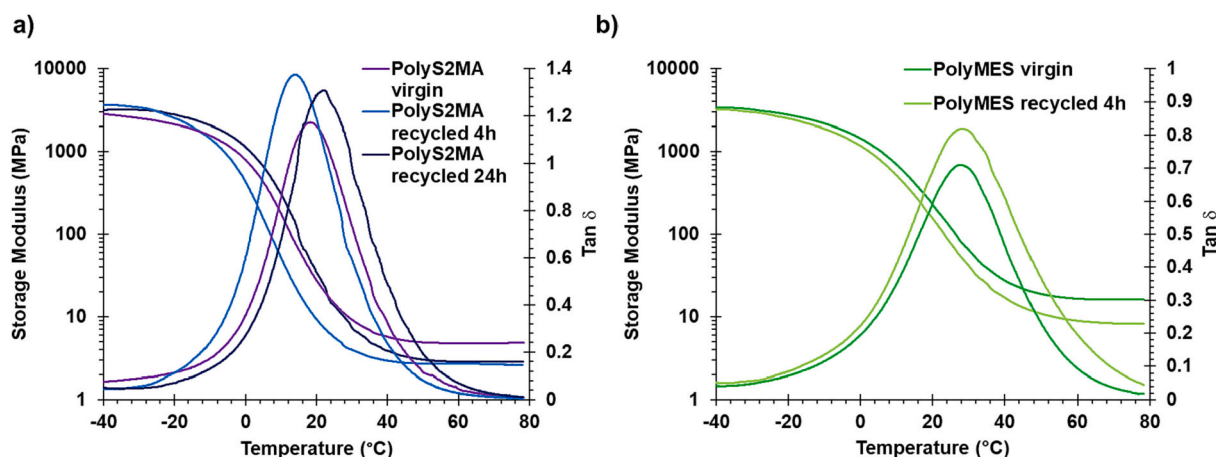 a)
10000
1000
100
10
1
Storage Modulus (MPa)
-40
-20
0
20
40
60
80
Temperature (°C)
1.4
1.2
1
0.8
0.6
0.4
0.2
0
Tan δ
PolyS2MA
virgin
PolyS2MA
recycled 4h
PolyS2MA
recycled 24h
b)
10000
1000
100
10
1
Storage Modulus (MPa)
-40
-20
0
20
40
60
80
Temperature (°C)
1
0.9
0.8
0.7
0.6
0.5
0.4
0.3
0.2
0.1
0
Tan δ
PolyMES virgin
PolyMES recycled 4h